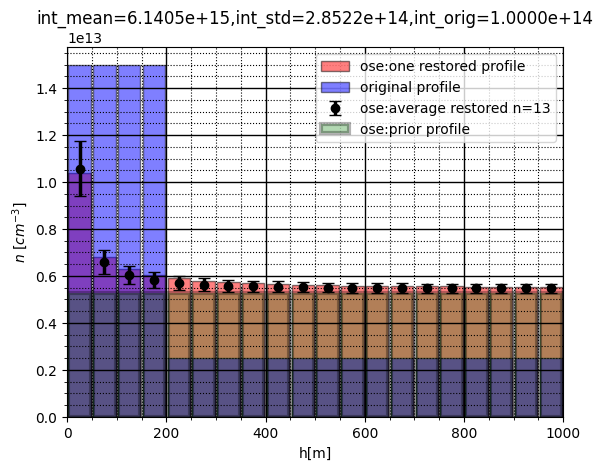 int_mean=6.1405e+15,int_std=2.8522e+14,int_orig=1.0000e+14
1e13
ose:one restored profile
original profile
ose:average restored n=13
ose:prior profile
1.4
1.2
1.0
0.8
0.6
0.4
0.2
0.0
n [cm⁻³]
0 200 400 600 800 1000
h[m]